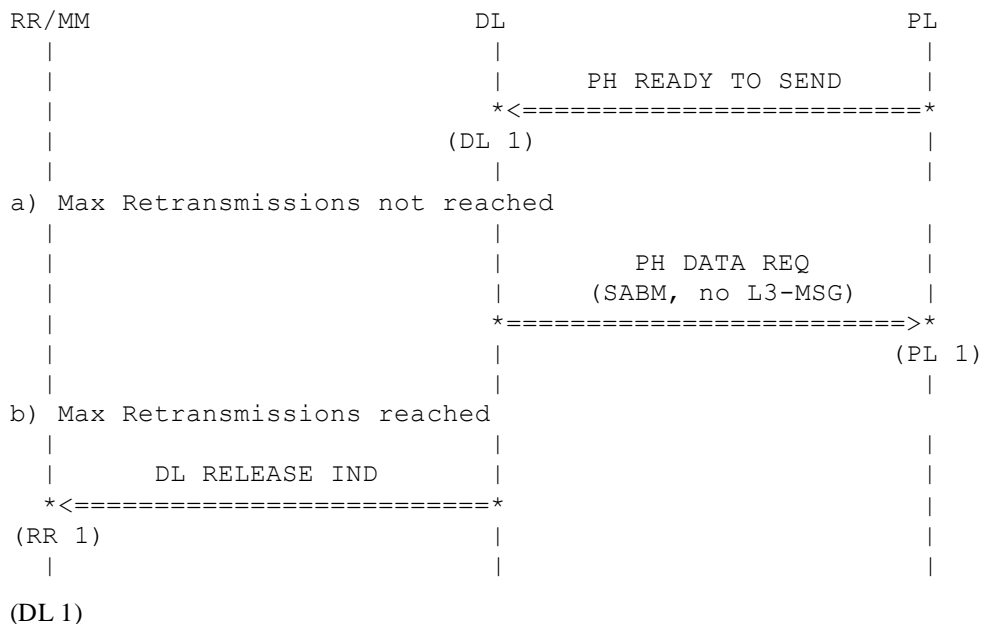 RR/MM DL PL
| | |
| | PH READY TO SEND |
| *<=========================*
| (DL 1) |
| | |
a) Max Retransmissions not reached
| | |
| | PH DATA REQ |
| | (SABM, no L3-MSG) |
| *=========================>*
| | (PL 1)
| | |
b) Max Retransmissions reached
| | |
| DL RELEASE IND | |
*<==========================* |
(RR 1) | |
| | |
(DL 1)